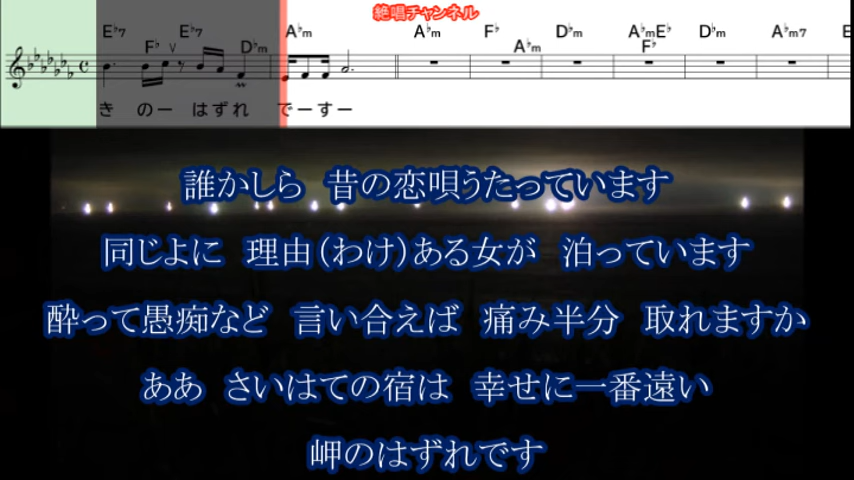 絶唱チャンネル
E♭7 F♭ E♭7 D♭m A♭m A♭m F♭ A♭m D♭m A♭mE♭ F♭ D♭m A♭m7 E
き のー はずれ でーすー
誰かしら 昔の恋唄うたっています
同じよに 理由(わけ)ある女が 泊っています
酔って愚痴など 言い合えば 痛み半分 取れますか
ああ さいはての宿は 幸せに一番遠い
岬のはずれです